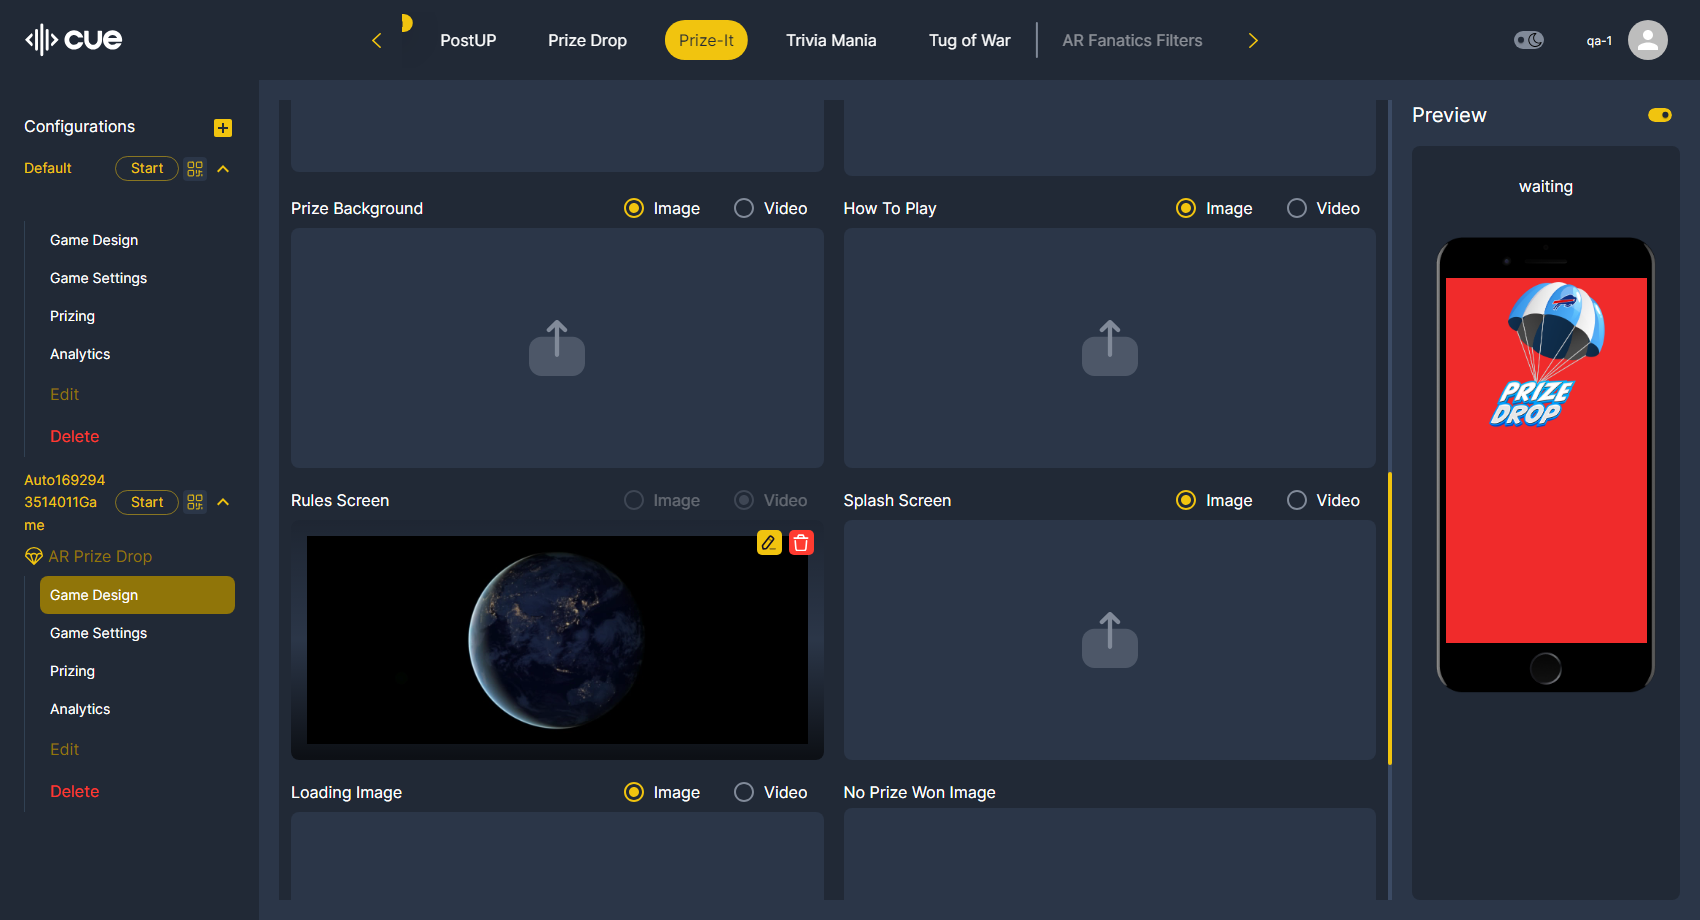 cue
PostUP
Prize Drop
Prize-It
Trivia Mania
Tug of War
AR Fanatics Filters
qa-1
Configurations
Default
Start
Game Design
Game Settings
Prizing
Analytics
Edit
Delete
Auto169294
3514011Ga
me
Start
AR Prize Drop
Game Design
Game Settings
Prizing
Analytics
Edit
Delete
Prize Background
Image
Video
How To Play
Image
Video
Rules Screen
Image
Video
Splash Screen
Image
Video
Loading Image
Image
Video
No Prize Won Image
Preview
waiting
PRIZE
DROP